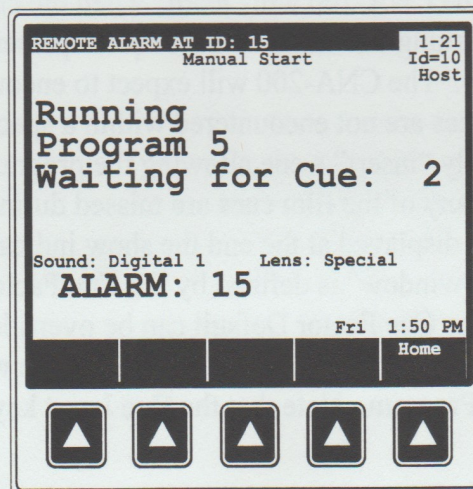 REMOTE ALARM AT ID: 15 1-21
Manual Start Id=10
Host
Running
Program 5
Waiting for Cue: 2
Sound: Digital 1 Lens: Special
ALARM: 15
Fri 1:50 PM
Home